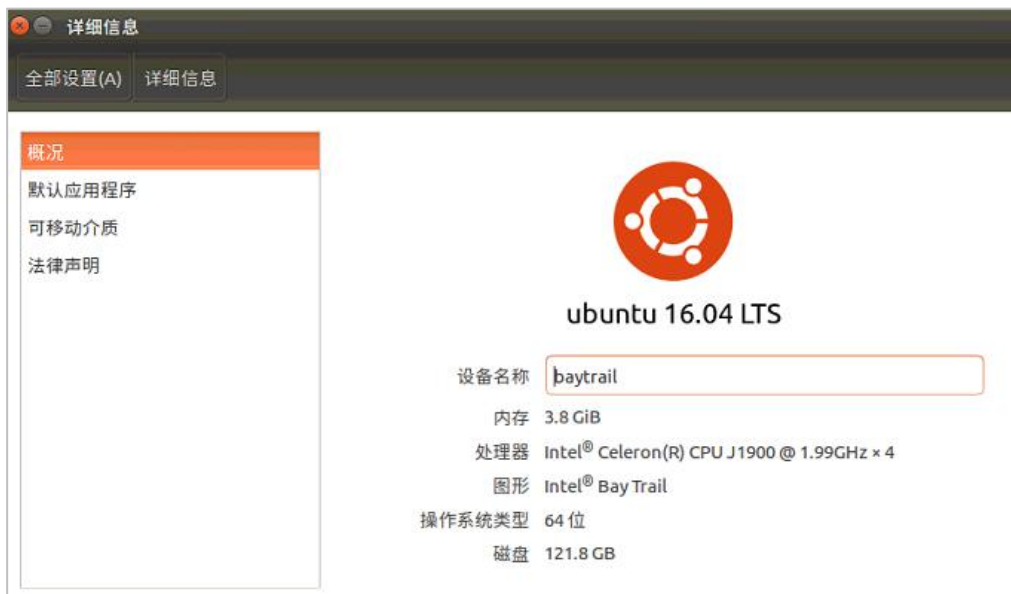 详细信息
全部设置(A) 详细信息
概况
默认应用程序
可移动介质
法律声明
ubuntu 16.04 LTS
设备名称 baytrail
内存 3.8 GiB
处理器 Intel® Celeron(R) CPU J1900 @ 1.99GHz × 4
图形 Intel® Bay Trail
操作系统类型 64 位
磁盘 121.8 GB